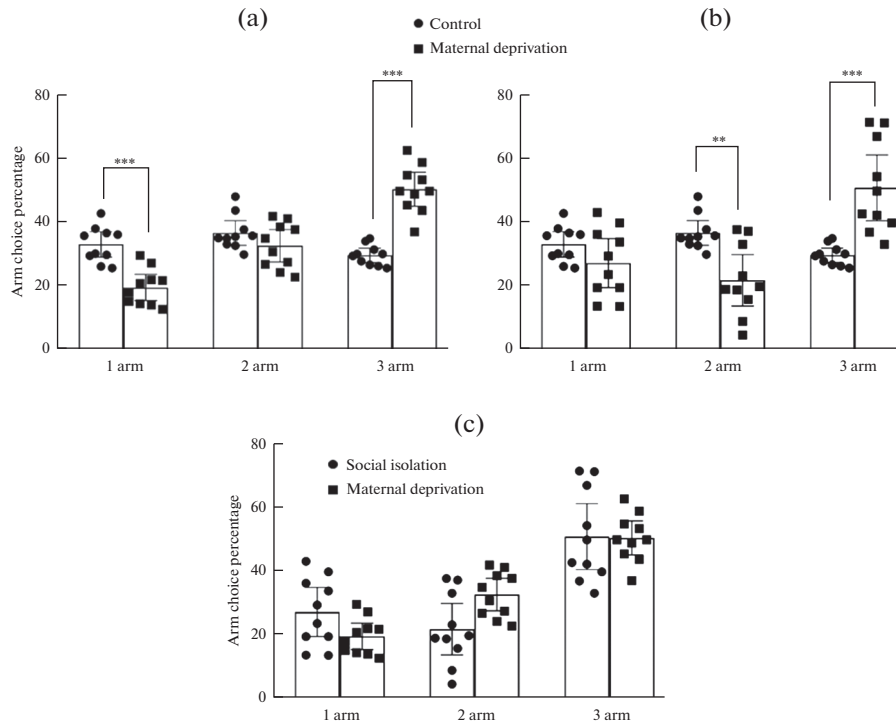 (a)
Control
Maternal deprivation
(b)
Arm choice percentage
80
60
40
20
0
***
***
1 arm
2 arm
3 arm
80
60
40
20
0
**
***
1 arm
2 arm
3 arm
(c)
Social isolation
Maternal deprivation
Arm choice percentage
80
60
40
20
0
1 arm
2 arm
3 arm